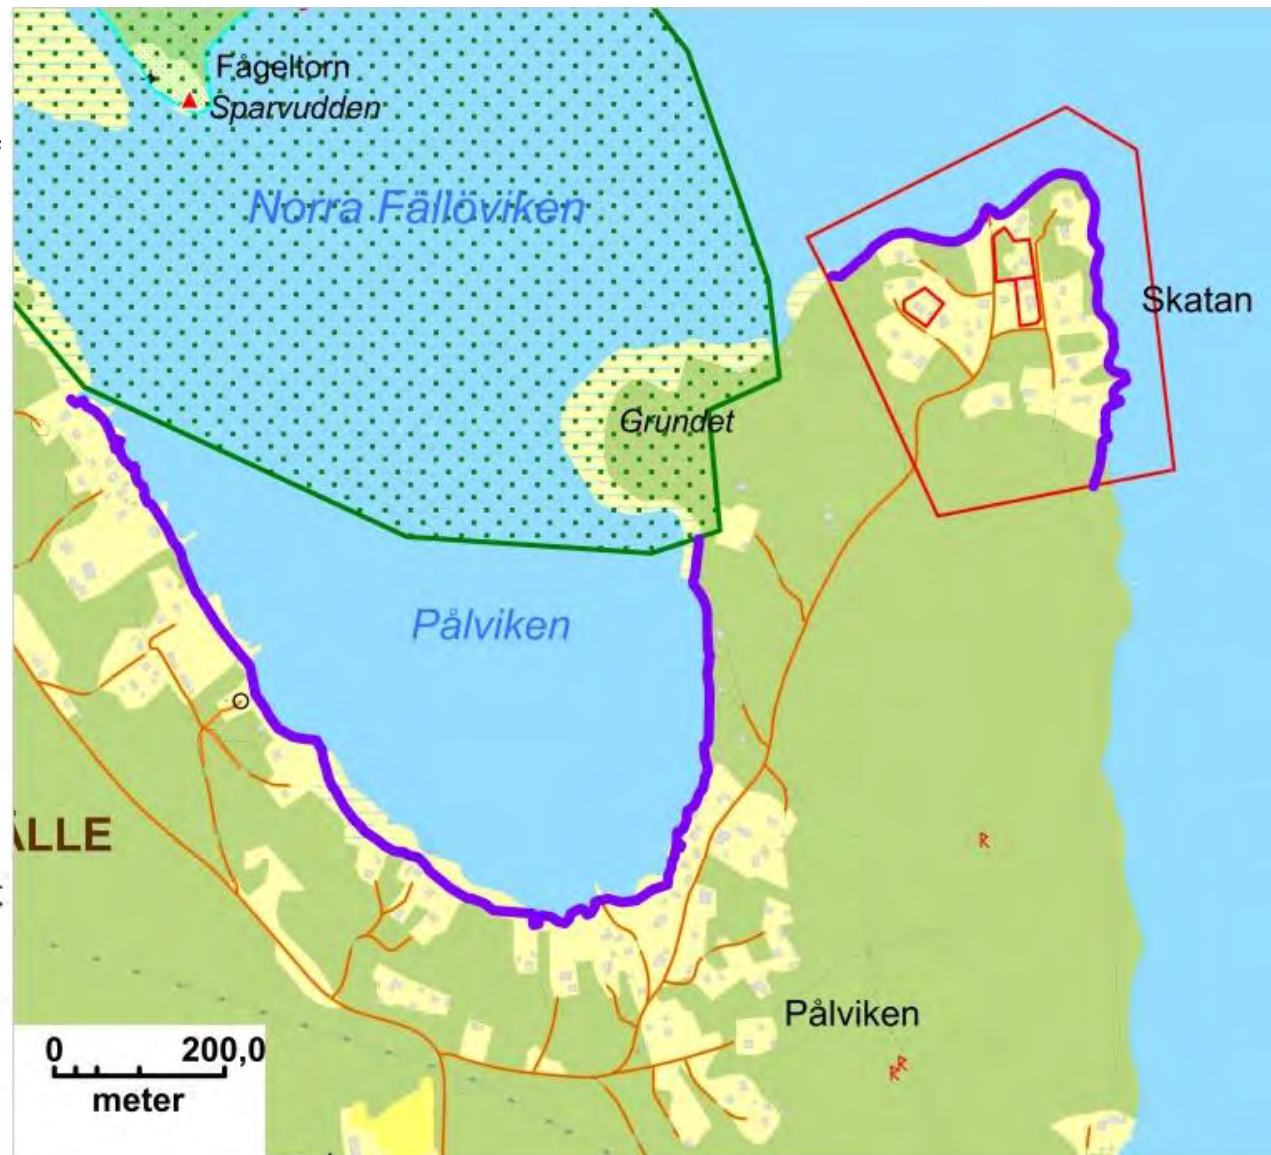 Fågeltorn
Sparvudden
Norra Fällöviken
Skatan
Grundet
Pålviken
ÄLLE
R
Pålviken
R
R
0 200,0
meter